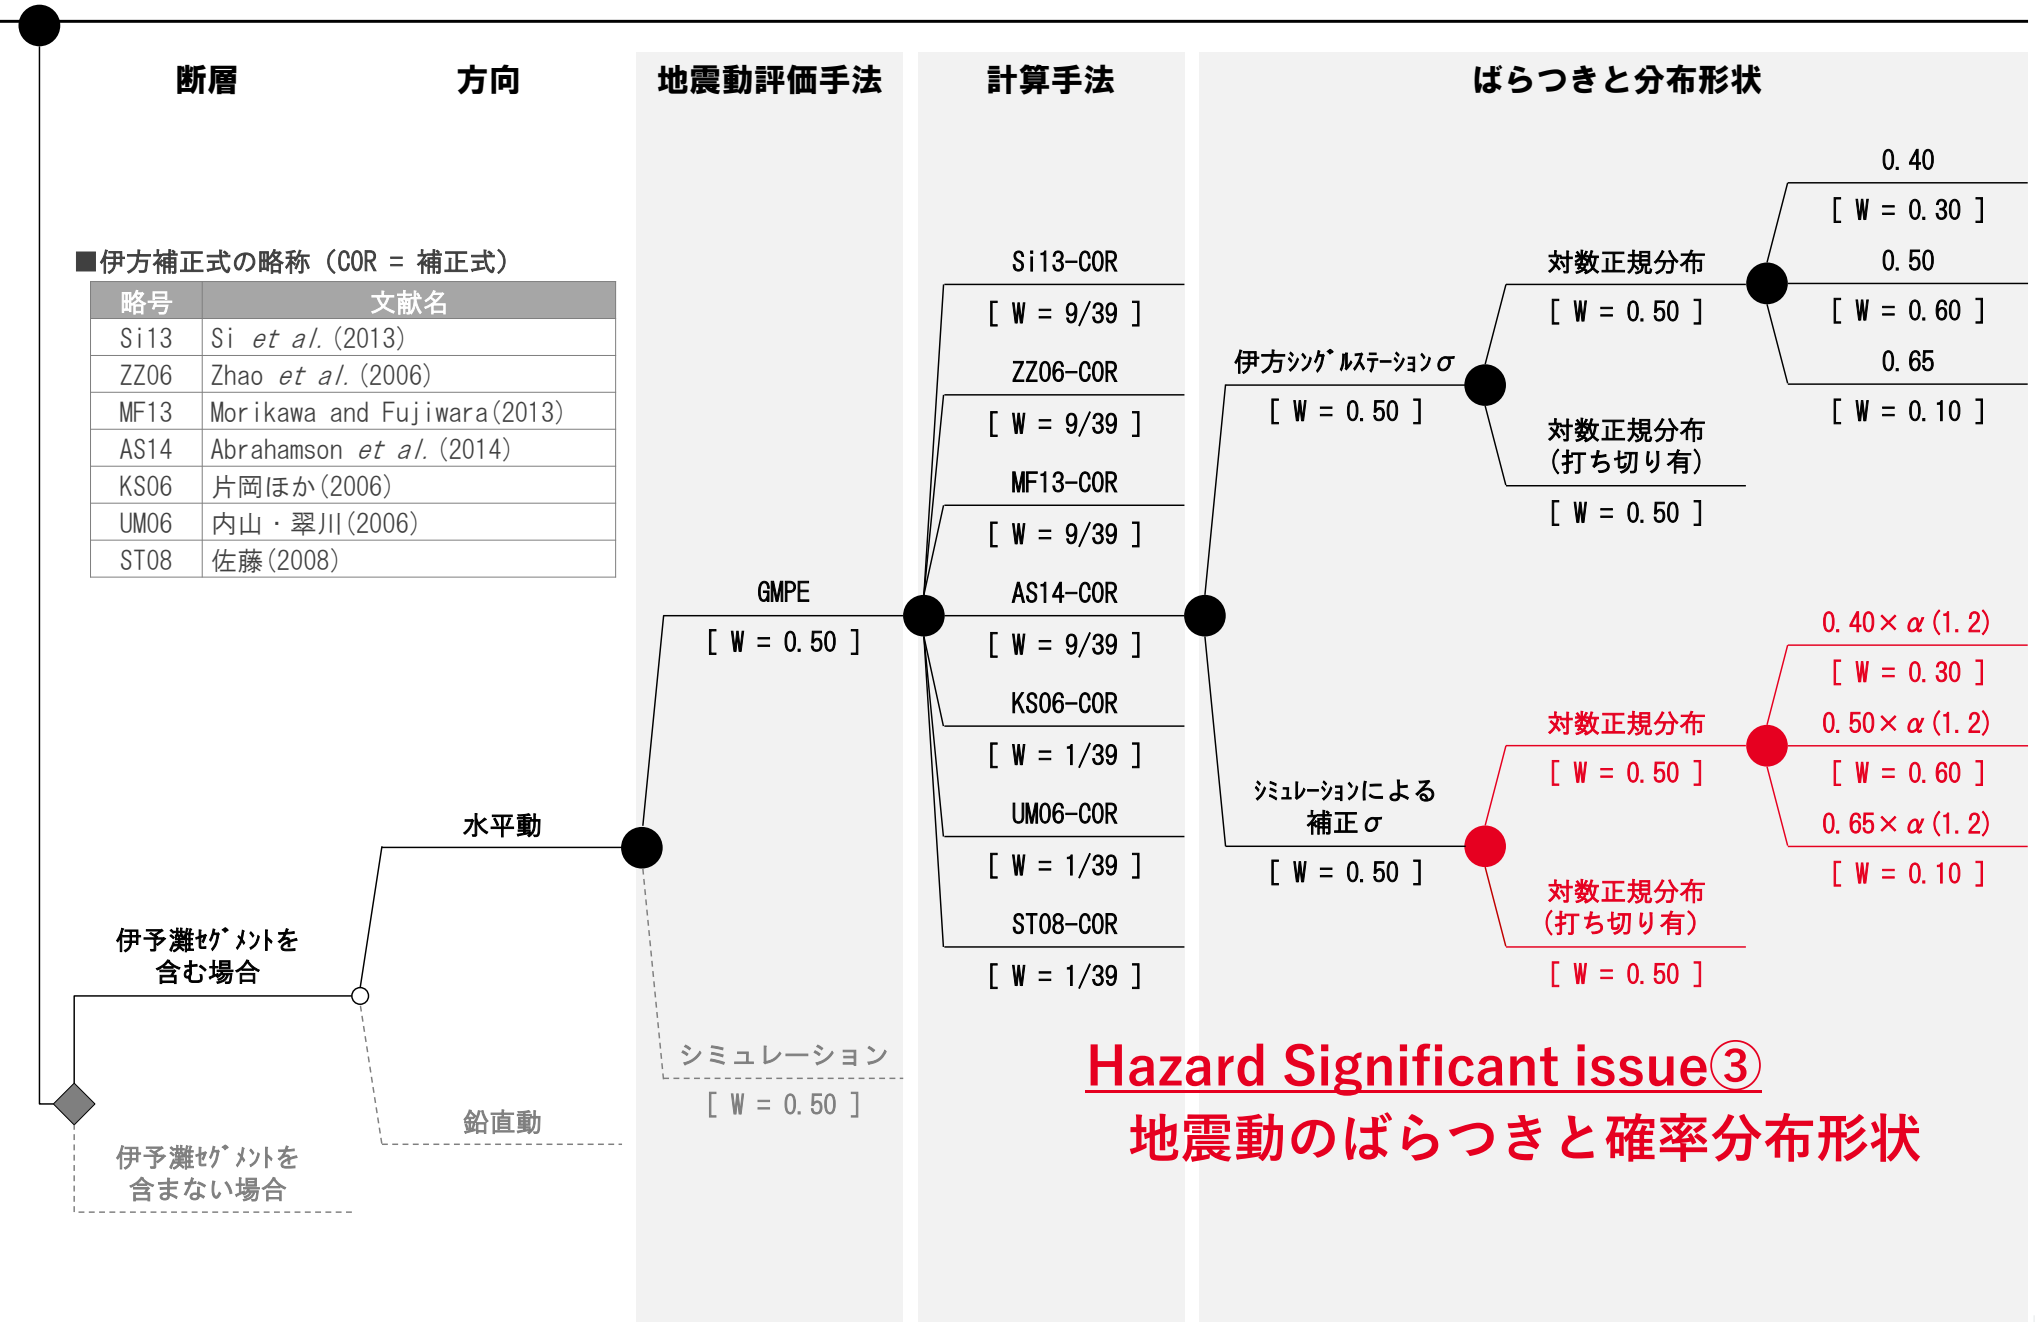 断層
方向
地震動評価手法
計算手法
ばらつきと分布形状
■伊方補正式の略称（COR = 補正式）
略号 文献名
Si13 Si et al.(2013)
ZZ06 Zhao et al.(2006)
MF13 Morikawa and Fujiwara(2013)
AS14 Abrahamson et al.(2014)
KS06 片岡ほか(2006)
UM06 内山・翠川(2006)
ST08 佐藤(2008)
伊予灘ｾｸﾞﾒﾝﾄを
含む場合
伊予灘ｾｸﾞﾒﾝﾄを
含まない場合
水平動
鉛直動
GMPE
[ W = 0.50 ]
シミュレーション
[ W = 0.50 ]
Si13-COR
[ W = 9/39 ]
ZZ06-COR
[ W = 9/39 ]
MF13-COR
[ W = 9/39 ]
AS14-COR
[ W = 9/39 ]
KS06-COR
[ W = 1/39 ]
UM06-COR
[ W = 1/39 ]
ST08-COR
[ W = 1/39 ]
伊方ｼﾝｸﾞﾙｽﾃｰｼｮﾝσ
[ W = 0.50 ]
対数正規分布
[ W = 0.50 ]
0.40
[ W = 0.30 ]
0.50
[ W = 0.60 ]
0.65
[ W = 0.10 ]
対数正規分布
(打ち切り有)
[ W = 0.50 ]
ｼﾐｭﾚｰｼｮﾝによる
補正σ
[ W = 0.50 ]
対数正規分布
[ W = 0.50 ]
0.40×α(1.2)
[ W = 0.30 ]
0.50×α(1.2)
[ W = 0.60 ]
0.65×α(1.2)
[ W = 0.10 ]
対数正規分布
(打ち切り有)
[ W = 0.50 ]
Hazard Significant issue③
地震動のばらつきと確率分布形状